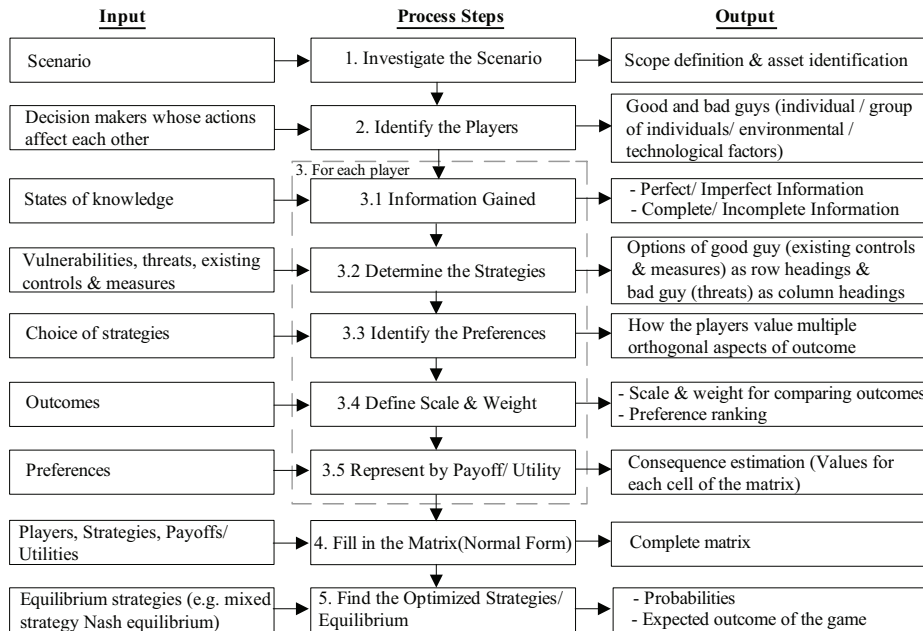 Input
Process Steps
Output
Scenario
1. Investigate the Scenario
Scope definition & asset identification
Decision makers whose actions
affect each other
2. Identify the Players
Good and bad guys (individual / group
of individuals/ environmental /
technological factors)
3. For each player
States of knowledge
3.1 Information Gained
- Perfect/ Imperfect Information
- Complete/ Incomplete Information
Vulnerabilities, threats, existing
controls & measures
3.2 Determine the Strategies
Options of good guy (existing controls
& measures) as row headings &
bad guy (threats) as column headings
Choice of strategies
3.3 Identify the Preferences
How the players value multiple
orthogonal aspects of outcome
Outcomes
3.4 Define Scale & Weight
- Scale & weight for comparing outcomes
- Preference ranking
Preferences
3.5 Represent by Payoff/ Utility
Consequence estimation (Values for
each cell of the matrix)
Players, Strategies, Payoffs/
Utilities
4. Fill in the Matrix(Normal Form)
Complete matrix
Equilibrium strategies (e.g. mixed
strategy Nash equilibrium)
5. Find the Optimized Strategies/
Equilibrium
- Probabilities
- Expected outcome of the game